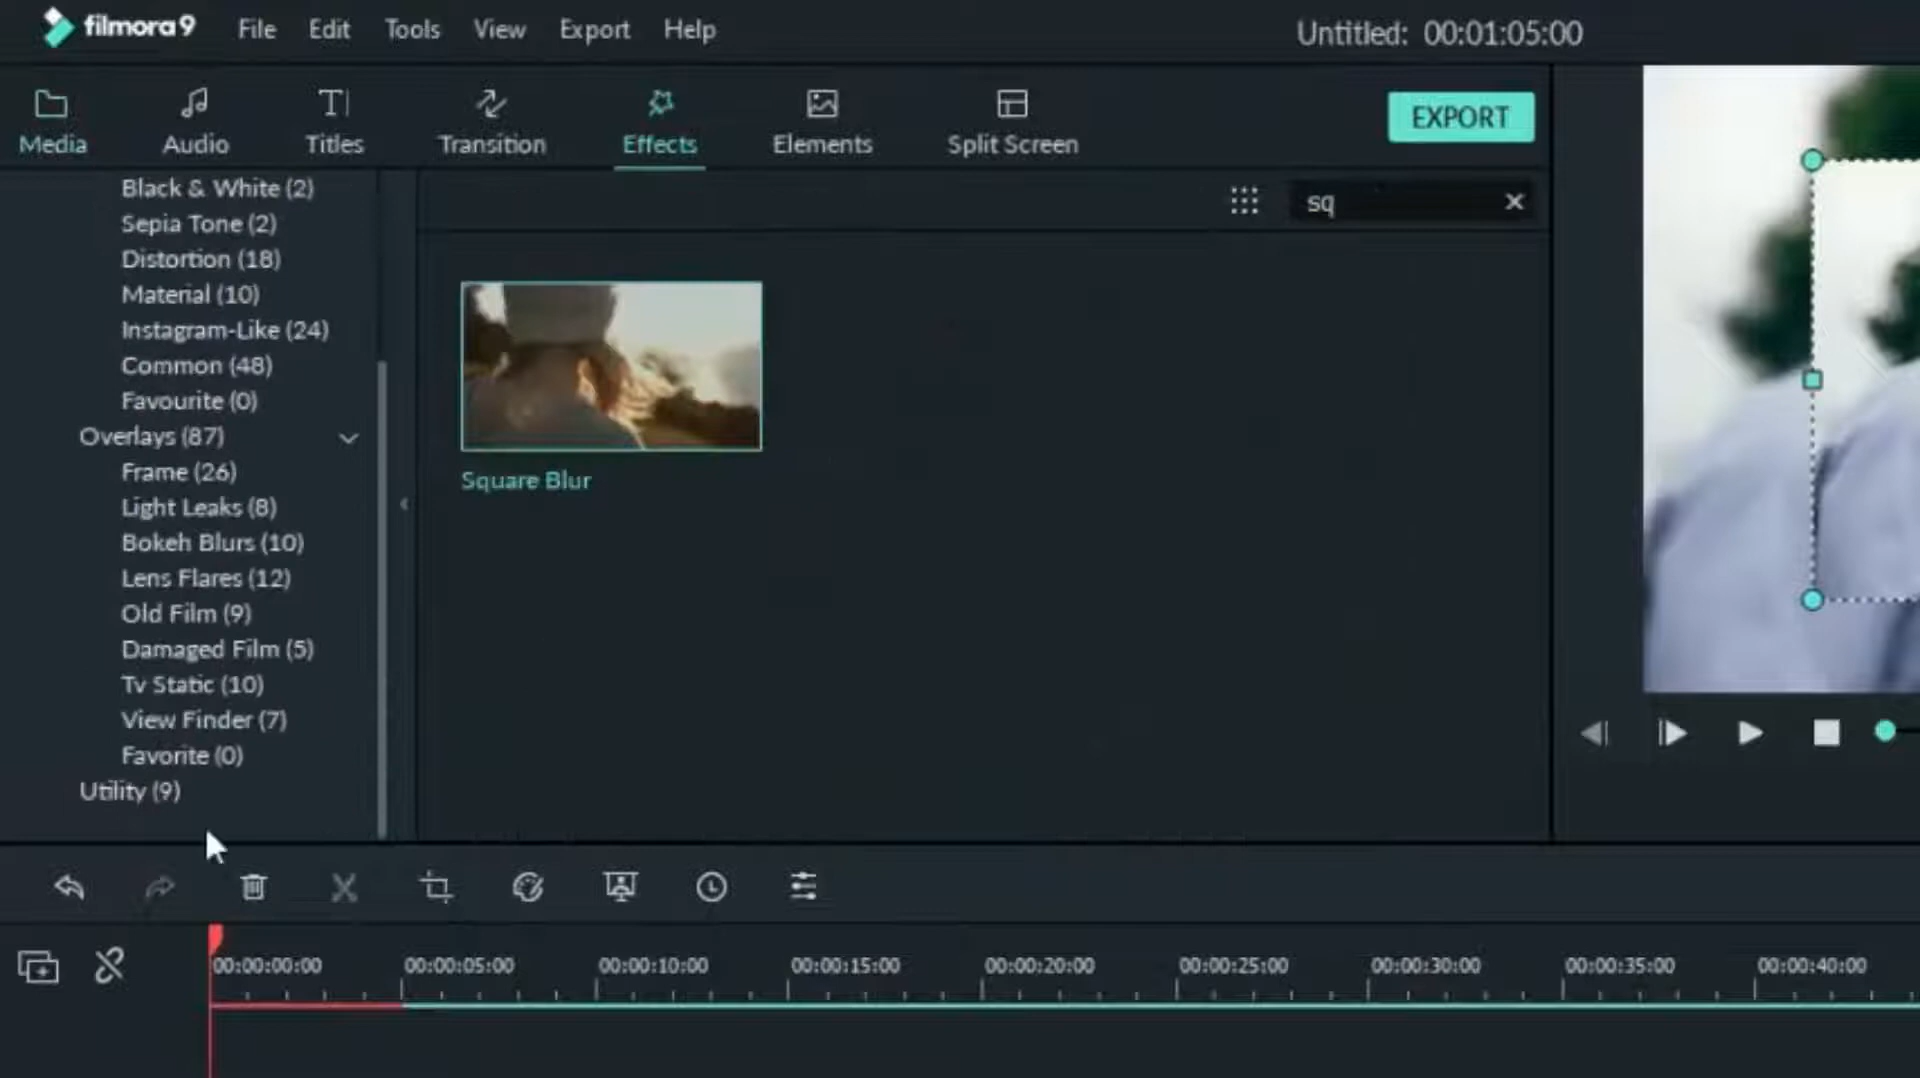 filmora9 File Edit Tools View Export Help Untitled: 00:01:05:00
Media Audio Titles Transition Effects Elements Split Screen EXPORT
sq
Black & White (2)
Sepia Tone (2)
Distortion (18)
Material (10)
Instagram-Like (24)
Common (48)
Favourite (0)
Overlays (87)
Frame (26)
Light Leaks (8)
Bokeh Blurs (10)
Lens Flares (12)
Old Film (9)
Damaged Film (5)
Tv Static (10)
View Finder (7)
Favorite (0)
Utility (9)
Square Blur
00:00:00:00 00:00:05:00 00:00:10:00 00:00:15:00 00:00:20:00 00:00:25:00 00:00:30:00 00:00:35:00 00:00:40:00